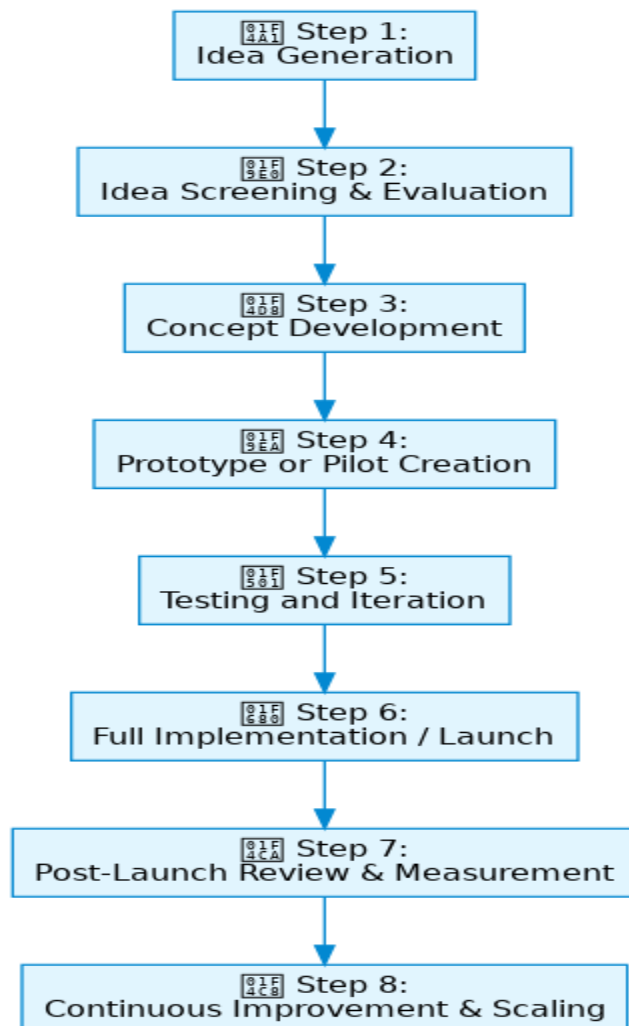 Step 1:
Idea Generation
Step 2:
Idea Screening & Evaluation
Step 3:
Concept Development
Step 4:
Prototype or Pilot Creation
Step 5:
Testing and Iteration
Step 6:
Full Implementation / Launch
Step 7:
Post-Launch Review & Measurement
Step 8:
Continuous Improvement & Scaling